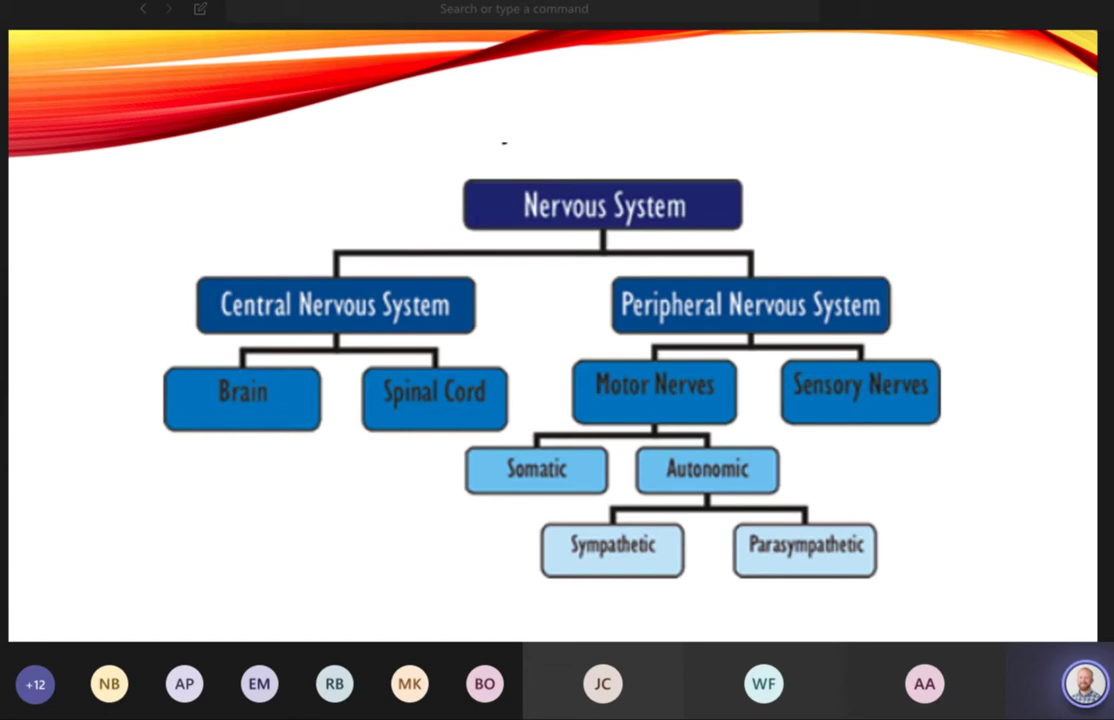 Search or type a command
Nervous System
Central Nervous System
Peripheral Nervous System
Brain
Spinal Cord
Motor Nerves
Sensory Nerves
Somatic
Autonomic
Sympathetic
Parasympathetic
+12
NB
AP
EM
RB
MK
BO
JC
WF
AA